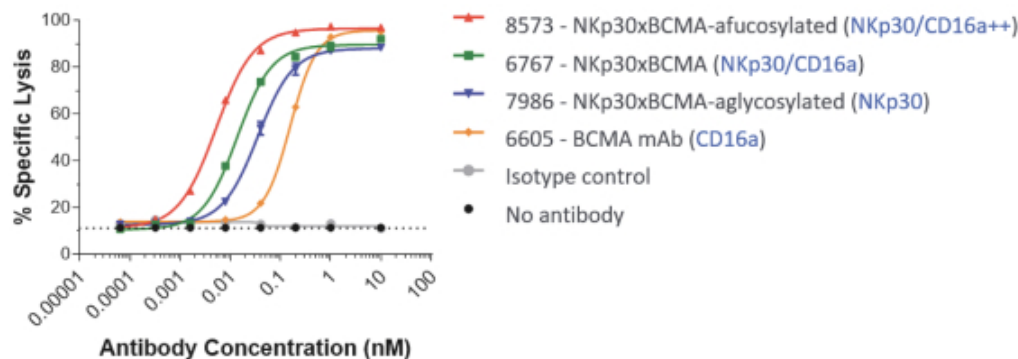 100
80
60
40
20
0
% Specific Lysis
0.00001
0.0001
0.001
0.01
0.1
1
10
100
Antibody Concentration (nM)
8573 - NKp30xBCMA-afucosylated (NKp30/CD16a++)
6767 - NKp30xBCMA (NKp30/CD16a)
7986 - NKp30xBCMA-aglycosylated (NKp30)
6605 - BCMA mAb (CD16a)
Isotype control
No antibody